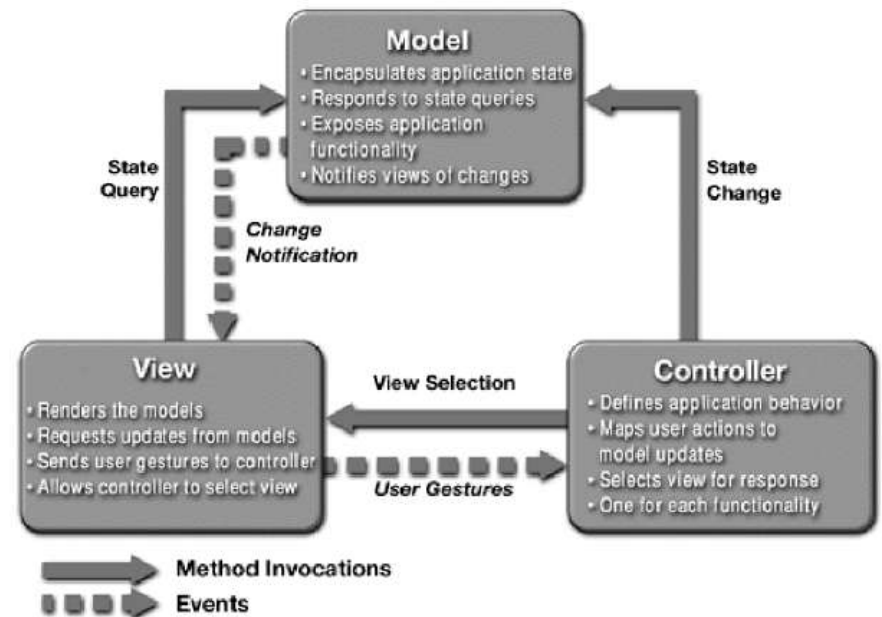 Model
• Encapsulates application state
• Responds to state queries
• Exposes application
functionality
• Notifies views of changes
State
Query
State
Change
Change
Notification
View
• Renders the models
• Requests updates from models
• Sends user gestures to controller
• Allows controller to select view
View Selection
User Gestures
Controller
• Defines application behavior
• Maps user actions to
model updates
• Selects view for response
• One for each functionality
Method Invocations
Events